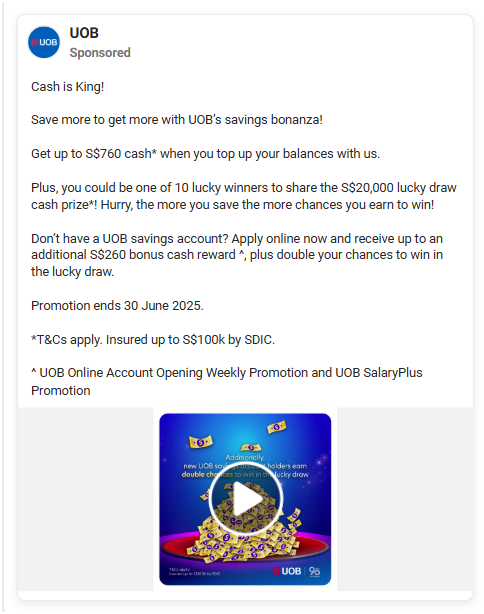 UOB
UOB
Sponsored
Cash is King!
Save more to get more with UOB's savings bonanza!
Get up to S$760 cash* when you top up your balances with us.
Plus, you could be one of 10 lucky winners to share the S$20,000 lucky draw
cash prize*! Hurry, the more you save the more chances you earn to win!
Don't have a UOB savings account? Apply online now and receive up to an
additional S$260 bonus cash reward ^, plus double your chances to win in
the lucky draw.
Promotion ends 30 June 2025.
*T&Cs apply. Insured up to S$100k by SDIC.
^ UOB Online Account Opening Weekly Promotion and UOB SalaryPlus
Promotion
Additionally,
new UOB savings account holders earn
double chances to win in the lucky draw
*T&Cs apply.
Insured up to S$100k by SDIC
UOB